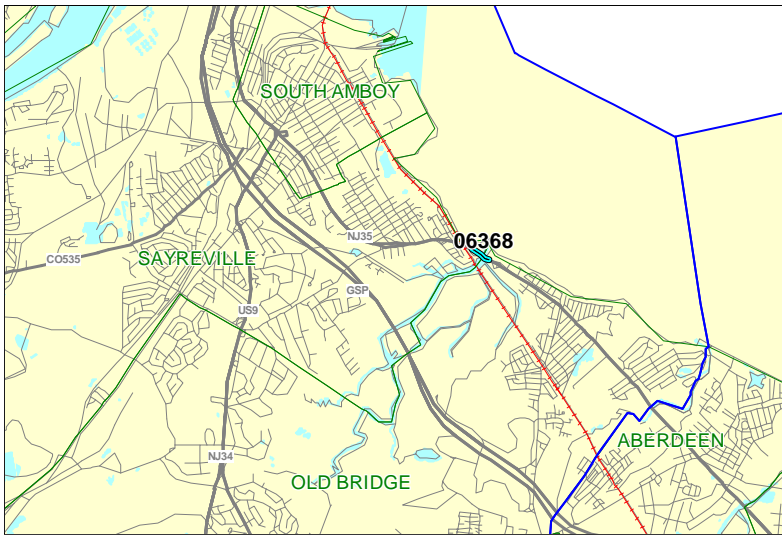 SOUTH AMBOY
06368
NJ35
SAYREVILLE
CO535
GSP
US9
ABERDEEN
NJ34
OLD BRIDGE